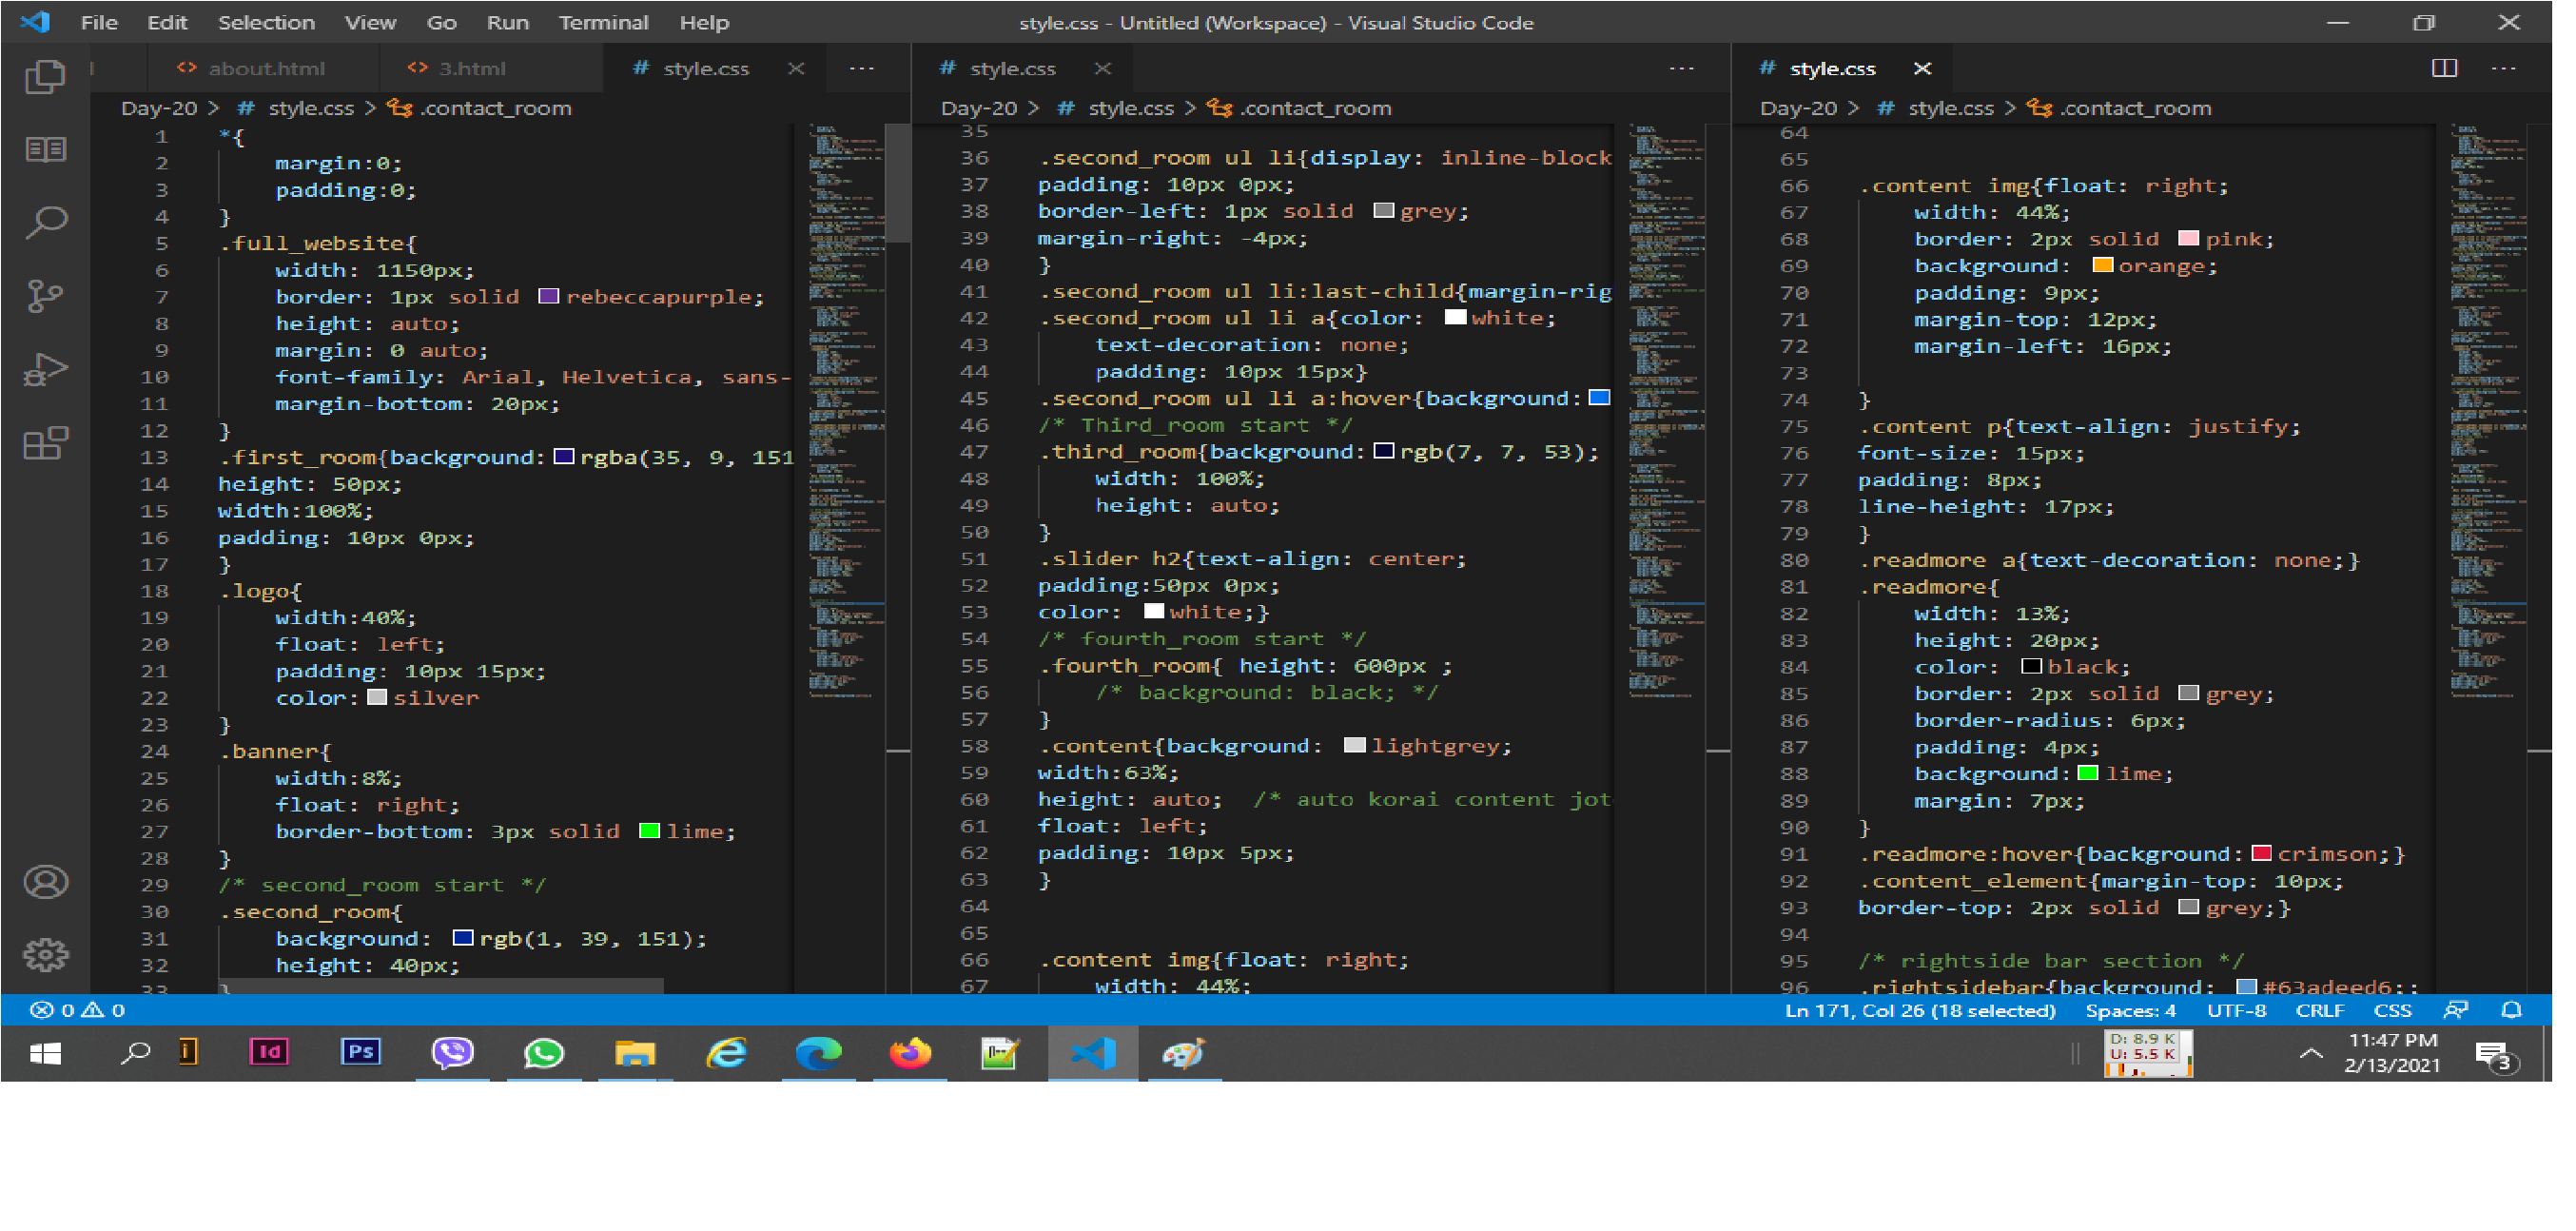 File Edit Selection View Go Run Terminal Help style.css - Untitled (Workspace) - Visual Studio Code
about.html 3.html # style.css
Day-20 > # style.css > .contact_room
1 *{
2 margin:0;
3 padding:0;
4 }
5 .full_website{
6 width: 1150px;
7 border: 1px solid rebeccapurple;
8 height: auto;
9 margin: 0 auto;
10 font-family: Arial, Helvetica, sans-
11 margin-bottom: 20px;
12 }
13 .first_room{background: rgba(35, 9, 151
14 height: 50px;
15 width:100%;
16 padding: 10px 0px;
17 }
18 .logo{
19 width:40%;
20 float: left;
21 padding: 10px 15px;
22 color: silver
23 }
24 .banner{
25 width:8%;
26 float: right;
27 border-bottom: 3px solid lime;
28 }
29 /* second_room start */
30 .second_room{
31 background: rgb(1, 39, 151);
32 height: 40px;
33 }
# style.css
Day-20 > # style.css > .contact_room
35
36 .second_room ul li{display: inline-block
37 padding: 10px 0px;
38 border-left: 1px solid grey;
39 margin-right: -4px;
40 }
41 .second_room ul li:last-child{margin-rig
42 .second_room ul li a{color: white;
43 text-decoration: none;
44 padding: 10px 15px}
45 .second_room ul li a:hover{background:
46 /* Third_room start */
47 .third_room{background: rgb(7, 7, 53);
48 width: 100%;
49 height: auto;
50 }
51 .slider h2{text-align: center;
52 padding:50px 0px;
53 color: white;}
54 /* fourth_room start */
55 .fourth_room{ height: 600px ;
56 /* background: black; */
57 }
58 .content{background: lightgrey;
59 width:63%;
60 height: auto; /* auto korai content jot
61 float: left;
62 padding: 10px 5px;
63 }
64
65
66 .content img{float: right;
67 width: 44%;
# style.css
Day-20 > # style.css > .contact_room
64
65
66 .content img{float: right;
67 width: 44%;
68 border: 2px solid pink;
69 background: orange;
70 padding: 9px;
71 margin-top: 12px;
72 margin-left: 16px;
73
74 }
75 .content p{text-align: justify;
76 font-size: 15px;
77 padding: 8px;
78 line-height: 17px;
79 }
80 .readmore a{text-decoration: none;}
81 .readmore{
82 width: 13%;
83 height: 20px;
84 color: black;
85 border: 2px solid grey;
86 border-radius: 6px;
87 padding: 4px;
88 background: lime;
89 margin: 7px;
90 }
91 .readmore:hover{background: crimson;}
92 .content_element{margin-top: 10px;
93 border-top: 2px solid grey;}
94
95 /* rightside bar section */
96 .rightsidebar{background: #63adeed6;;
0 0 Ln 171, Col 26 (18 selected) Spaces: 4 UTF-8 CRLF CSS
Id Ps
D: 8.9 K
U: 5.5 K
11:47 PM
2/13/2021
3